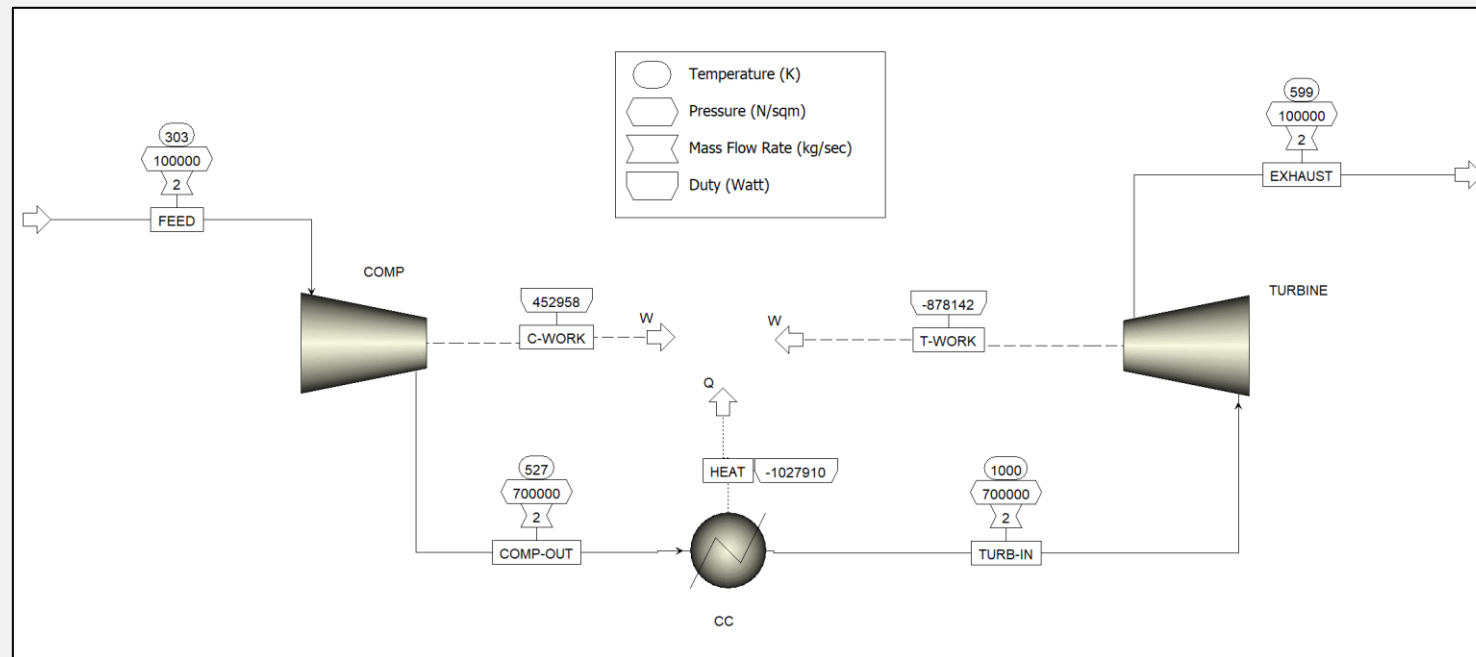 Temperature (K)
Pressure (N/sqm)
Mass Flow Rate (kg/sec)
Duty (Watt)
303
100000
2
FEED
COMP
452958
C-WORK
W
W
-878142
T-WORK
TURBINE
599
100000
2
EXHAUST
Q
HEAT
-1027910
527
700000
2
COMP-OUT
CC
1000
700000
2
TURB-IN